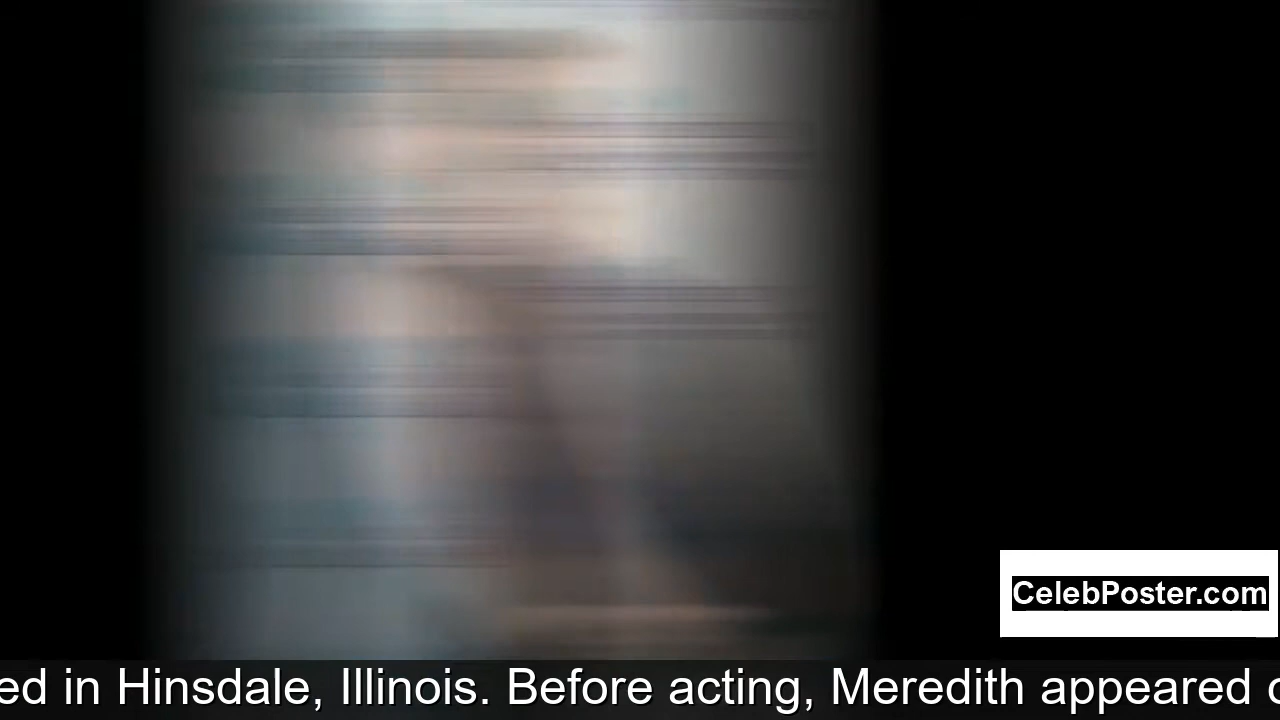 CelebPoster.com
ed in Hinsdale, Illinois. Before acting, Meredith appeared